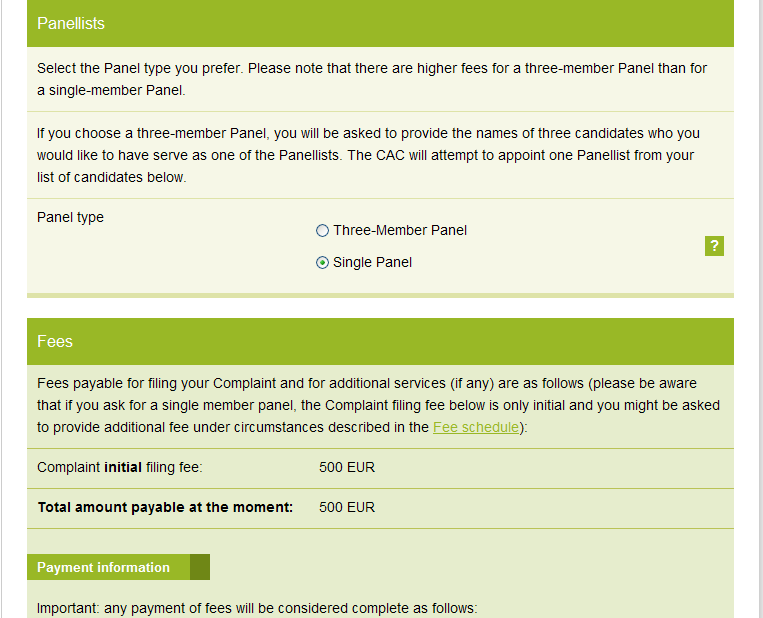 Panellists
Select the Panel type you prefer. Please note that there are higher fees for a three-member Panel than for
a single-member Panel.
If you choose a three-member Panel, you will be asked to provide the names of three candidates who you
would like to have serve as one of the Panellists. The CAC will attempt to appoint one Panellist from your
list of candidates below.
Panel type
Three-Member Panel
?
Single Panel
Fees
Fees payable for filing your Complaint and for additional services (if any) are as follows (please be aware
that if you ask for a single member panel, the Complaint filing fee below is only initial and you might be asked
to provide additional fee under circumstances described in the Fee schedule):
Complaint initial filing fee: 500 EUR
Total amount payable at the moment: 500 EUR
Payment information
Important: any payment of fees will be considered complete as follows: